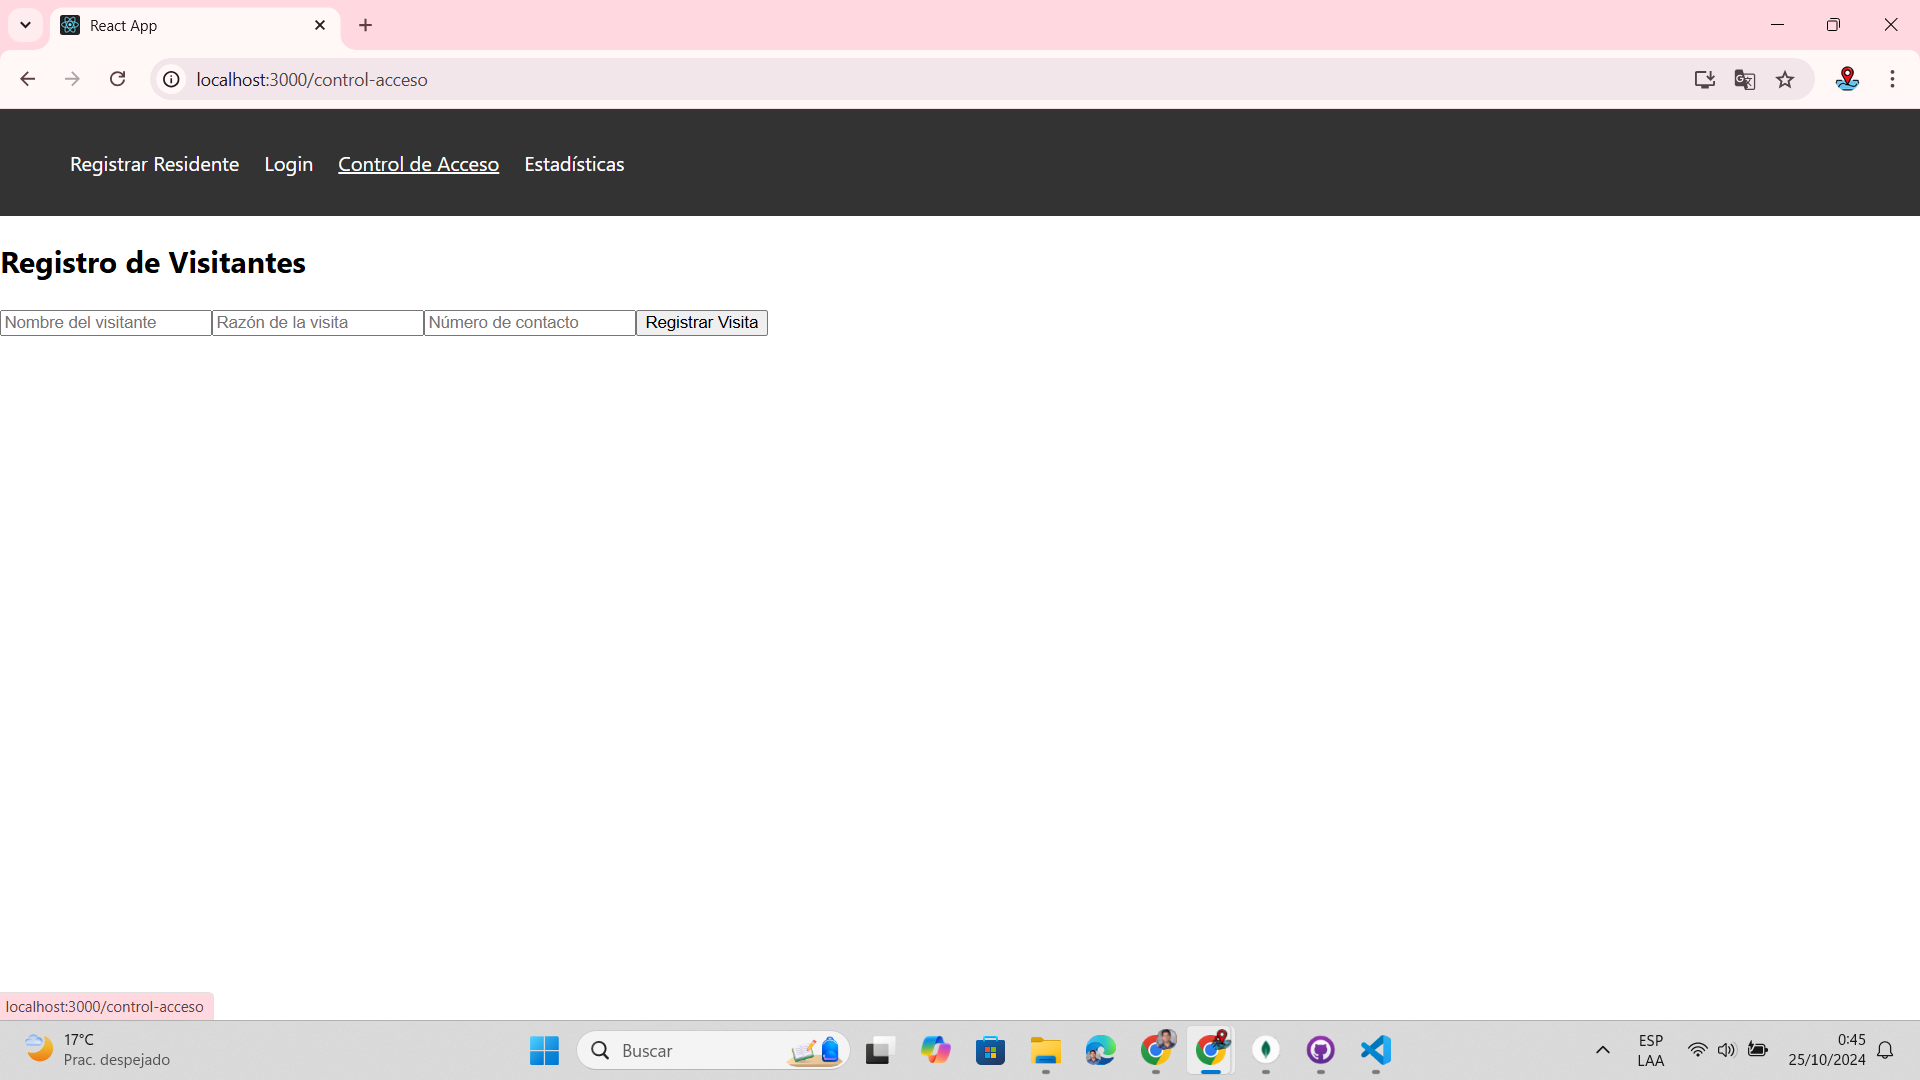 React App
localhost:3000/control-acceso
Registrar Residente Login Control de Acceso Estadísticas
Registro de Visitantes
Nombre del visitante Razón de la visita Número de contacto Registrar Visita
localhost:3000/control-acceso
17°C
Prac. despejado
Buscar
ESP
LAA
0:45
25/10/2024